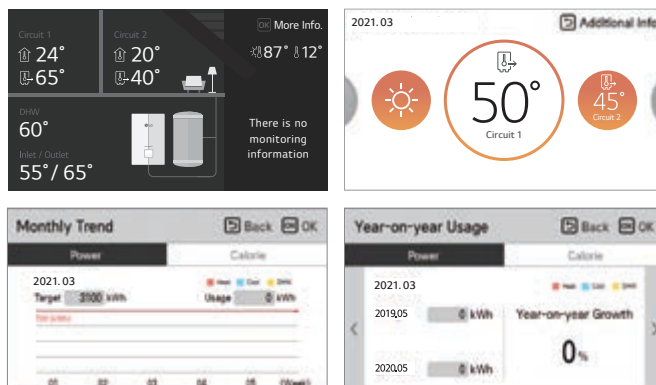 OK More Info.
Circuit 1
24°
65°
Circuit 2
20°
40°
87° 12°
DHW
60°
Inlet / Outlet
55°/ 65°
There is no
monitoring
information
2021.03
Additional Info
50°
Circuit 1
45°
Circuit 2
Monthly Trend
Back OK
Power
Calorie
2021.03
Heat Cool DHW
Target 3100 kWh
Usage 0 kWh
01 02 03 04 05 (Week)
Year-on-year Usage
Back OK
Power
Calorie
2021.03
Heat Cool DHW
2019.05 0 kWh
Year-on-year Growth
0%
2020.05 0 kWh